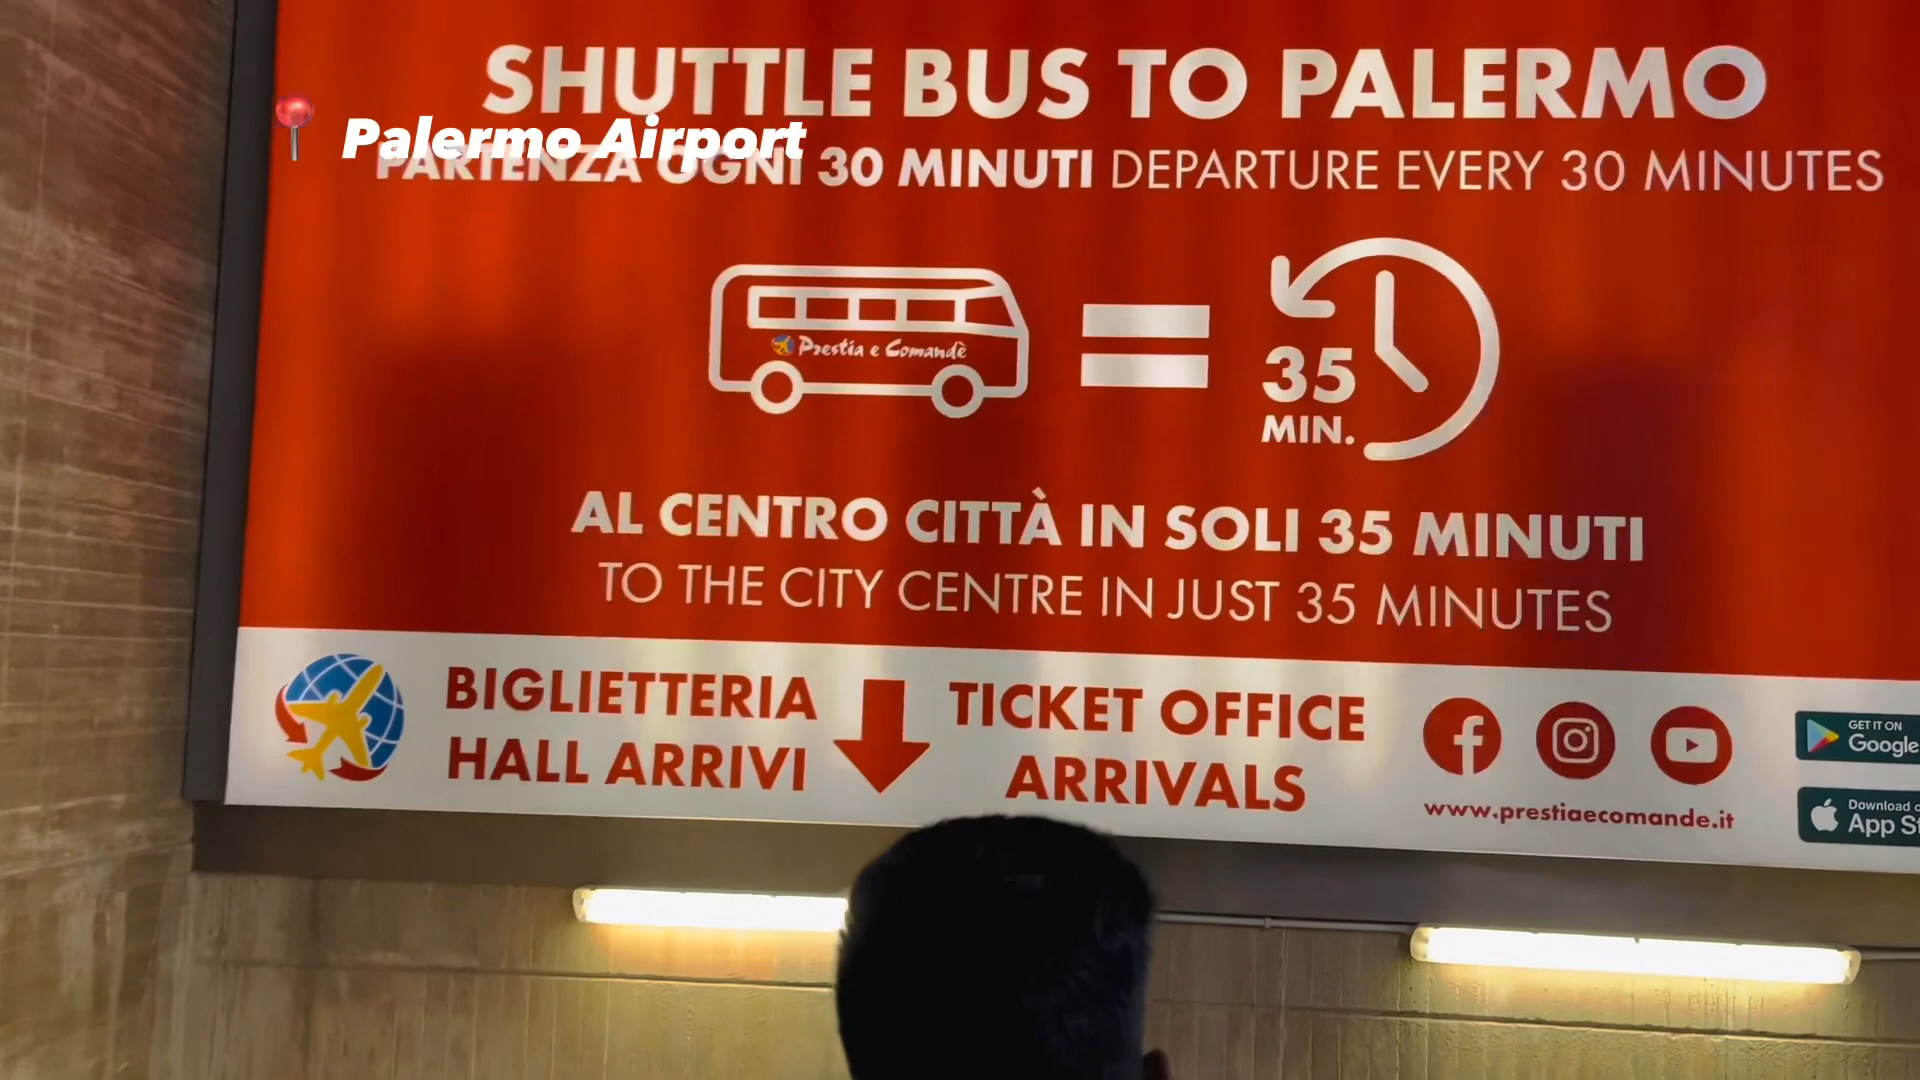 SHUTTLE BUS TO PALERMO
📍 Palermo Airport
PARTENZA OGNI 30 MINUTI DEPARTURE EVERY 30 MINUTES
Prestia e Comandè
35
MIN.
AL CENTRO CITTÀ IN SOLI 35 MINUTI
TO THE CITY CENTRE IN JUST 35 MINUTES
BIGLIETTERIA
HALL ARRIVI
TICKET OFFICE
ARRIVALS
www.prestiaecomande.it
GET IT ON
Google
Download
App